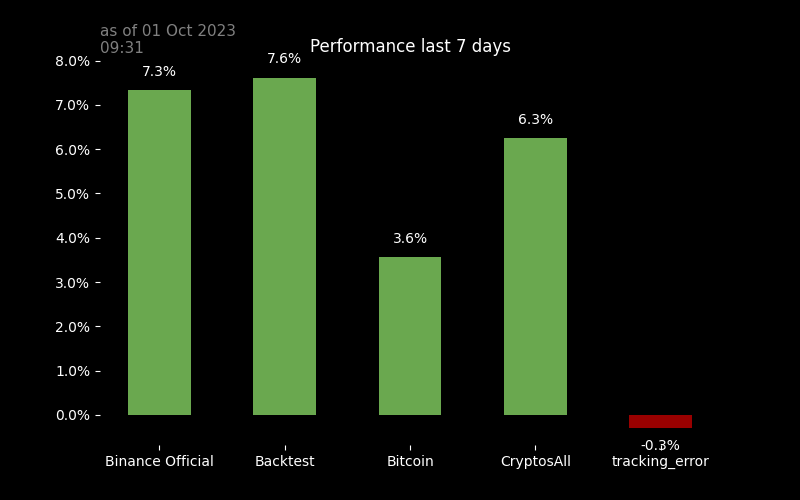 as of 01 Oct 2023
09:31
Performance last 7 days
8.0%
7.0%
6.0%
5.0%
4.0%
3.0%
2.0%
1.0%
0.0%
7.3%
7.6%
3.6%
6.3%
-0.3%
Binance Official
Backtest
Bitcoin
CryptosAll
tracking_error